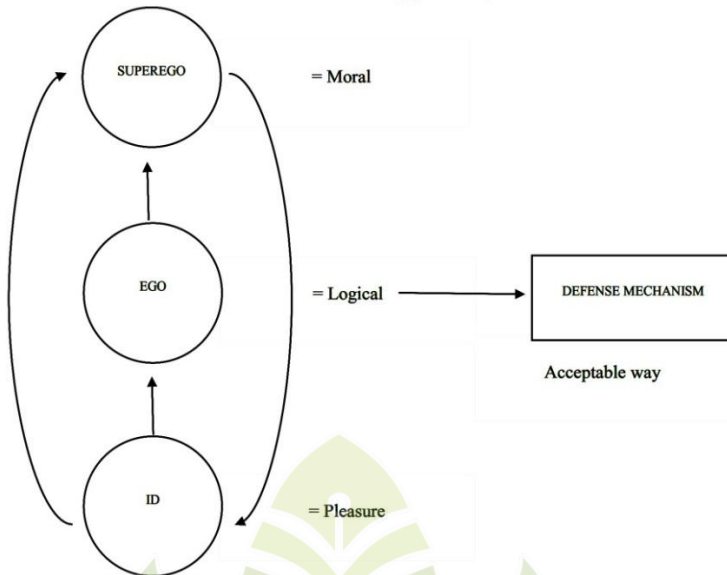 SUPEREGO
= Moral
EGO
= Logical
DEFENSE MECHANISM
Acceptable way
ID
= Pleasure